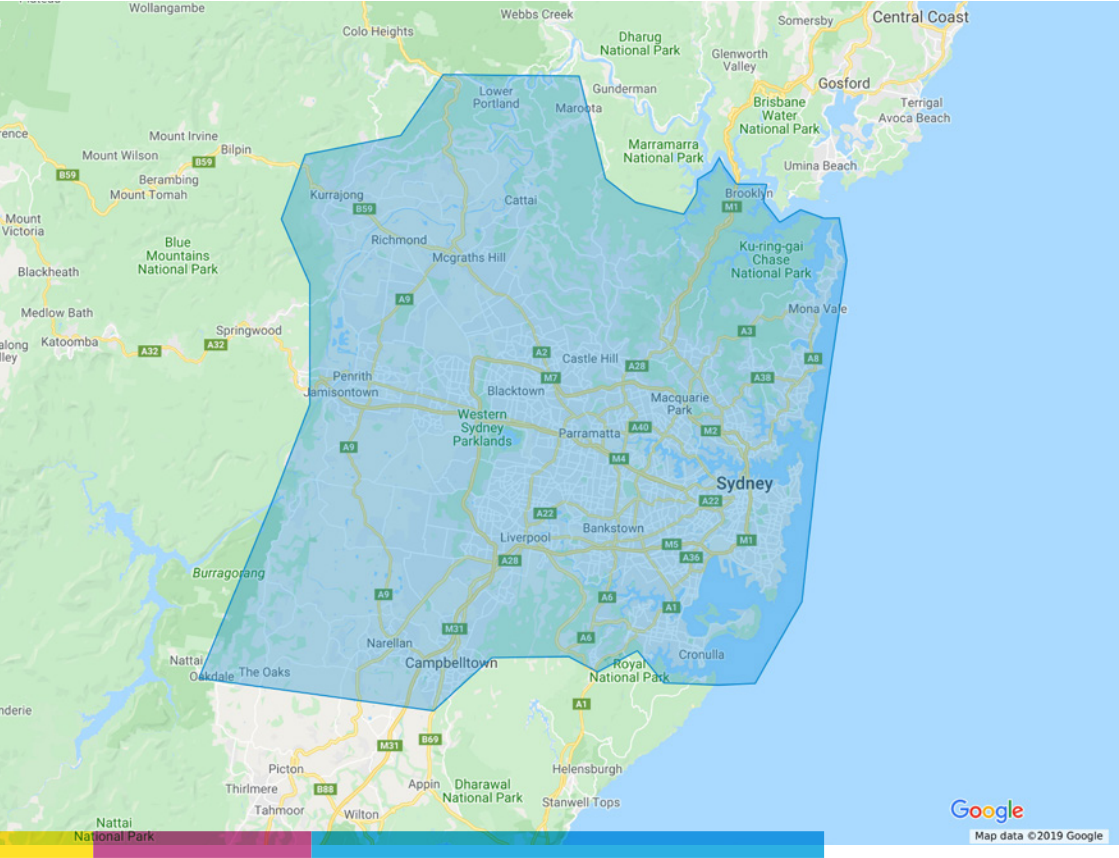 Wollangambe
Webbs Creek
Central Coast
Somersby
Colo Heights
Dharug
National Park
Glenworth
Valley
Gosford
Lower
Portland
Gunderman
Maroota
Brisbane
Water
National Park
Terrigal
Avoca Beach
rence
Mount Irvine
Mount Wilson
B59
Bilpin
B59
Berambing
Mount Tomah
Marramarra
National Park
Umina Beach
Kurrajong
B59
Cattai
Brooklyn
M1
Mount
Victoria
Blue
Mountains
National Park
Richmond
Mcgraths Hill
Ku-ring-gai
Chase
National Park
Blackheath
A9
Mona Vale
Medlow Bath
Springwood
A3
along
lley
Katoomba
A32
A32
A2
Castle Hill
A28
A8
Penrith
Jamisontown
M7
Blacktown
A38
Macquarie
Park
Western
Sydney
Parklands
Parramatta
A40
M2
A9
M4
Sydney
A22
A22
Bankstown
Liverpool
M5
M1
A28
A36
Burragorang
A9
A6
A1
M31
A6
Narellan
Nattai
Oakdale
The Oaks
Campbelltown
Cronulla
Royal
National Park
nderie
A1
M31
B69
Picton
Helensburgh
Thirlmere
B88
Appin
Dharawal
National Park
Tahmoor
Wilton
Stanwell Tops
Nattai
National Park
Google
Map data ©2019 Google